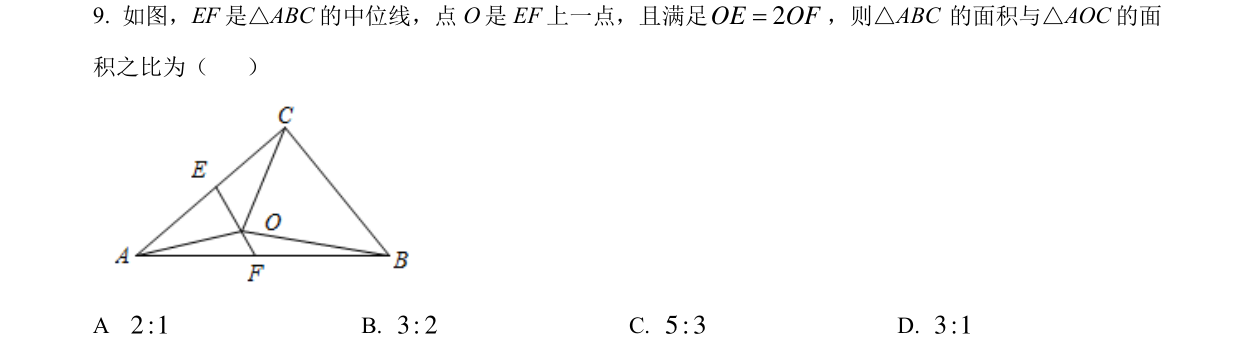 9. 如图，EF 是△ABC 的中位线，点 O 是 EF 上一点，且满足OE = 2OF，则△ABC 的面积与△AOC 的面
积之比为（ ）
C
E
O
A
F
B
A 2:1 B. 3:2 C. 5:3 D. 3:1